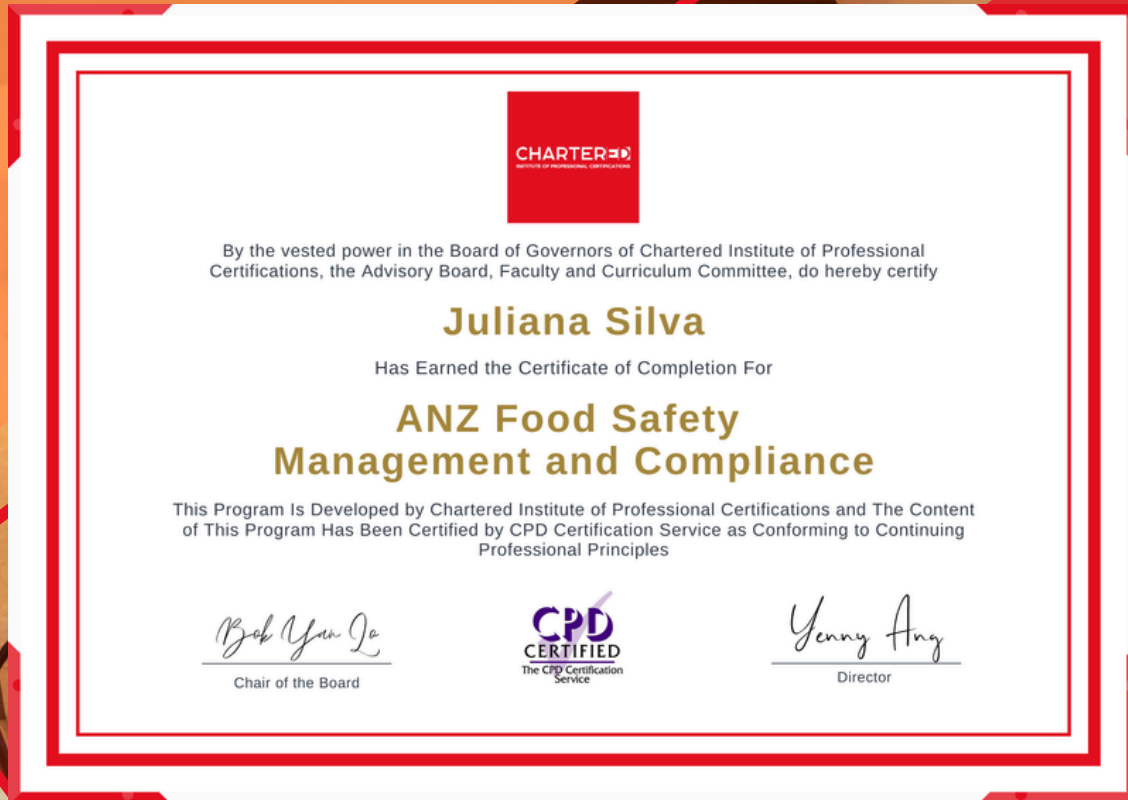 CHARTERED
INSTITUTE OF PROFESSIONAL CERTIFICATIONS
By the vested power in the Board of Governors of Chartered Institute of Professional
Certifications, the Advisory Board, Faculty and Curriculum Committee, do hereby certify
Juliana Silva
Has Earned the Certificate of Completion For
ANZ Food Safety
Management and Compliance
This Program Is Developed by Chartered Institute of Professional Certifications and The Content
of This Program Has Been Certified by CPD Certification Service as Conforming to Continuing
Professional Principles
Bok Yan Lo
Chair of the Board
CPD
CERTIFIED
The CPD Certification
Service
Yenny Ang
Director